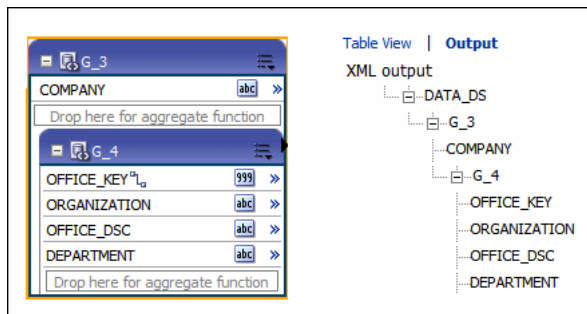 G_3
COMPANY abc »
Drop here for aggregate function
G_4
OFFICE_KEY 999 »
ORGANIZATION abc »
OFFICE_DSC abc »
DEPARTMENT abc »
Drop here for aggregate function
Table View | Output
XML output
DATA_DS
G_3
COMPANY
G_4
OFFICE_KEY
ORGANIZATION
OFFICE_DSC
DEPARTMENT